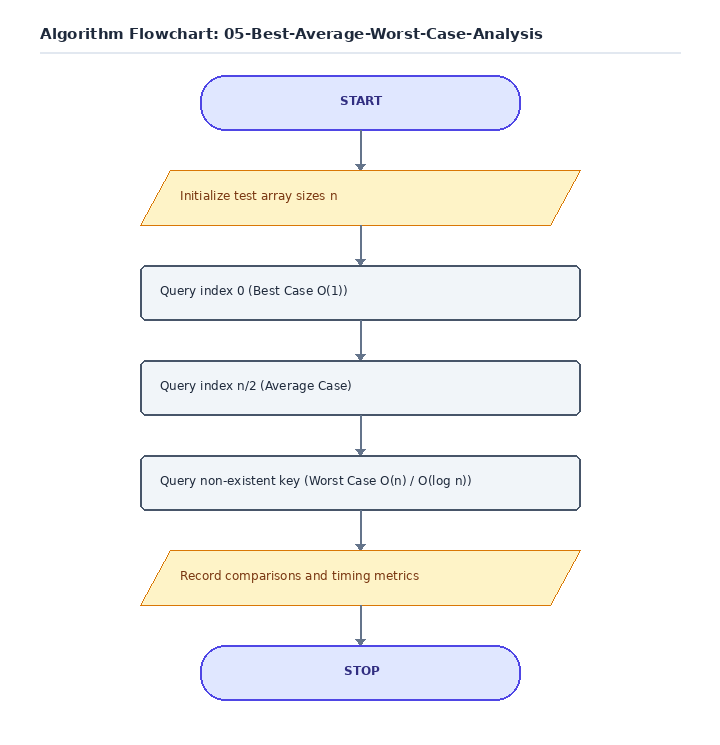 Algorithm Flowchart: 05-Best-Average-Worst-Case-Analysis
START
Initialize test array sizes n
Query index 0 (Best Case O(1))
Query index n/2 (Average Case)
Query non-existent key (Worst Case O(n) / O(log n))
Record comparisons and timing metrics
STOP